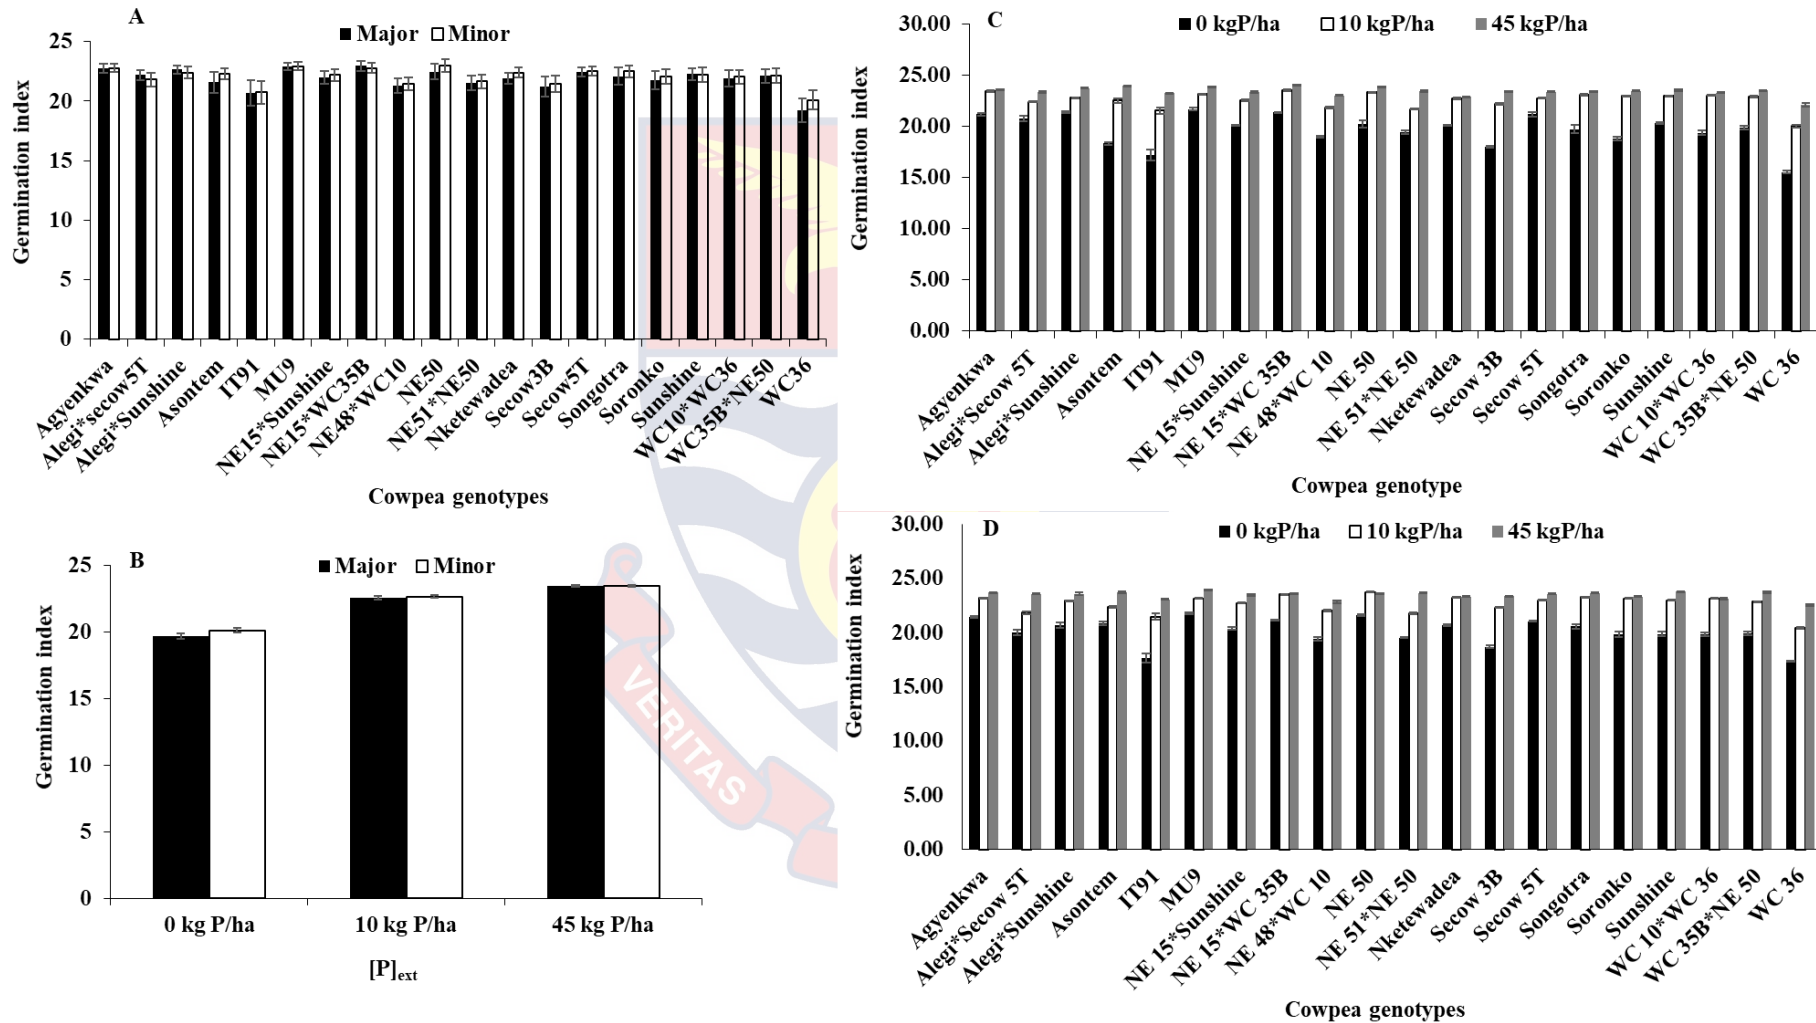 A
Major Minor
25
20
15
10
5
0
Germination index
Agyenkwa
Alegi*secow5T
Alegi*Sunshine
Asontem
IT91
MU9
NE15*Sunshine
NE15*WC35B
NE48*WC10
NE50
NE51*NE50
Nketewadea
Secow3B
Secow5T
Songotra
Soronko
Sunshine
WC10*WC36
WC35B*NE50
WC36
Cowpea genotypes
B
Major Minor
25
20
15
10
5
0
Germination index
0 kg P/ha 10 kg P/ha 45 kg P/ha
[P]ext
VERITAS
C
0 kgP/ha 10 kgP/ha 45 kgP/ha
30.00
25.00
20.00
15.00
10.00
5.00
0.00
Germination index
Agyenkwa
Alegi*Secow 5T
Alegi*Sunshine
Asontem
IT91
MU9
NE 15*Sunshine
NE 15*WC 35B
NE 48*WC 10
NE 50
NE 51*NE 50
Nketewadea
Secow 3B
Secow 5T
Songotra
Soronko
Sunshine
WC 10*WC 36
WC 35B*NE 50
WC 36
Cowpea genotype
D
0 kgP/ha 10 kgP/ha 45 kgP/ha
30.00
25.00
20.00
15.00
10.00
5.00
0.00
Germination index
Agyenkwa
Alegi*Secow 5T
Alegi*Sunshine
Asontem
IT91
MU9
NE 15*Sunshine
NE 15*WC 35B
NE 48*WC 10
NE 50
NE 51*NE 50
Nketewadea
Secow 3B
Secow 5T
Songotra
Soronko
Sunshine
WC 10*WC 36
WC 35B*NE 50
WC 36
Cowpea genotypes